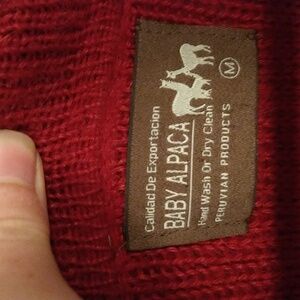 Calidad De Exportacion
BABY ALPACA
Hand Wash Or Dry Clean
PERUVIAN PRODUCTS
M